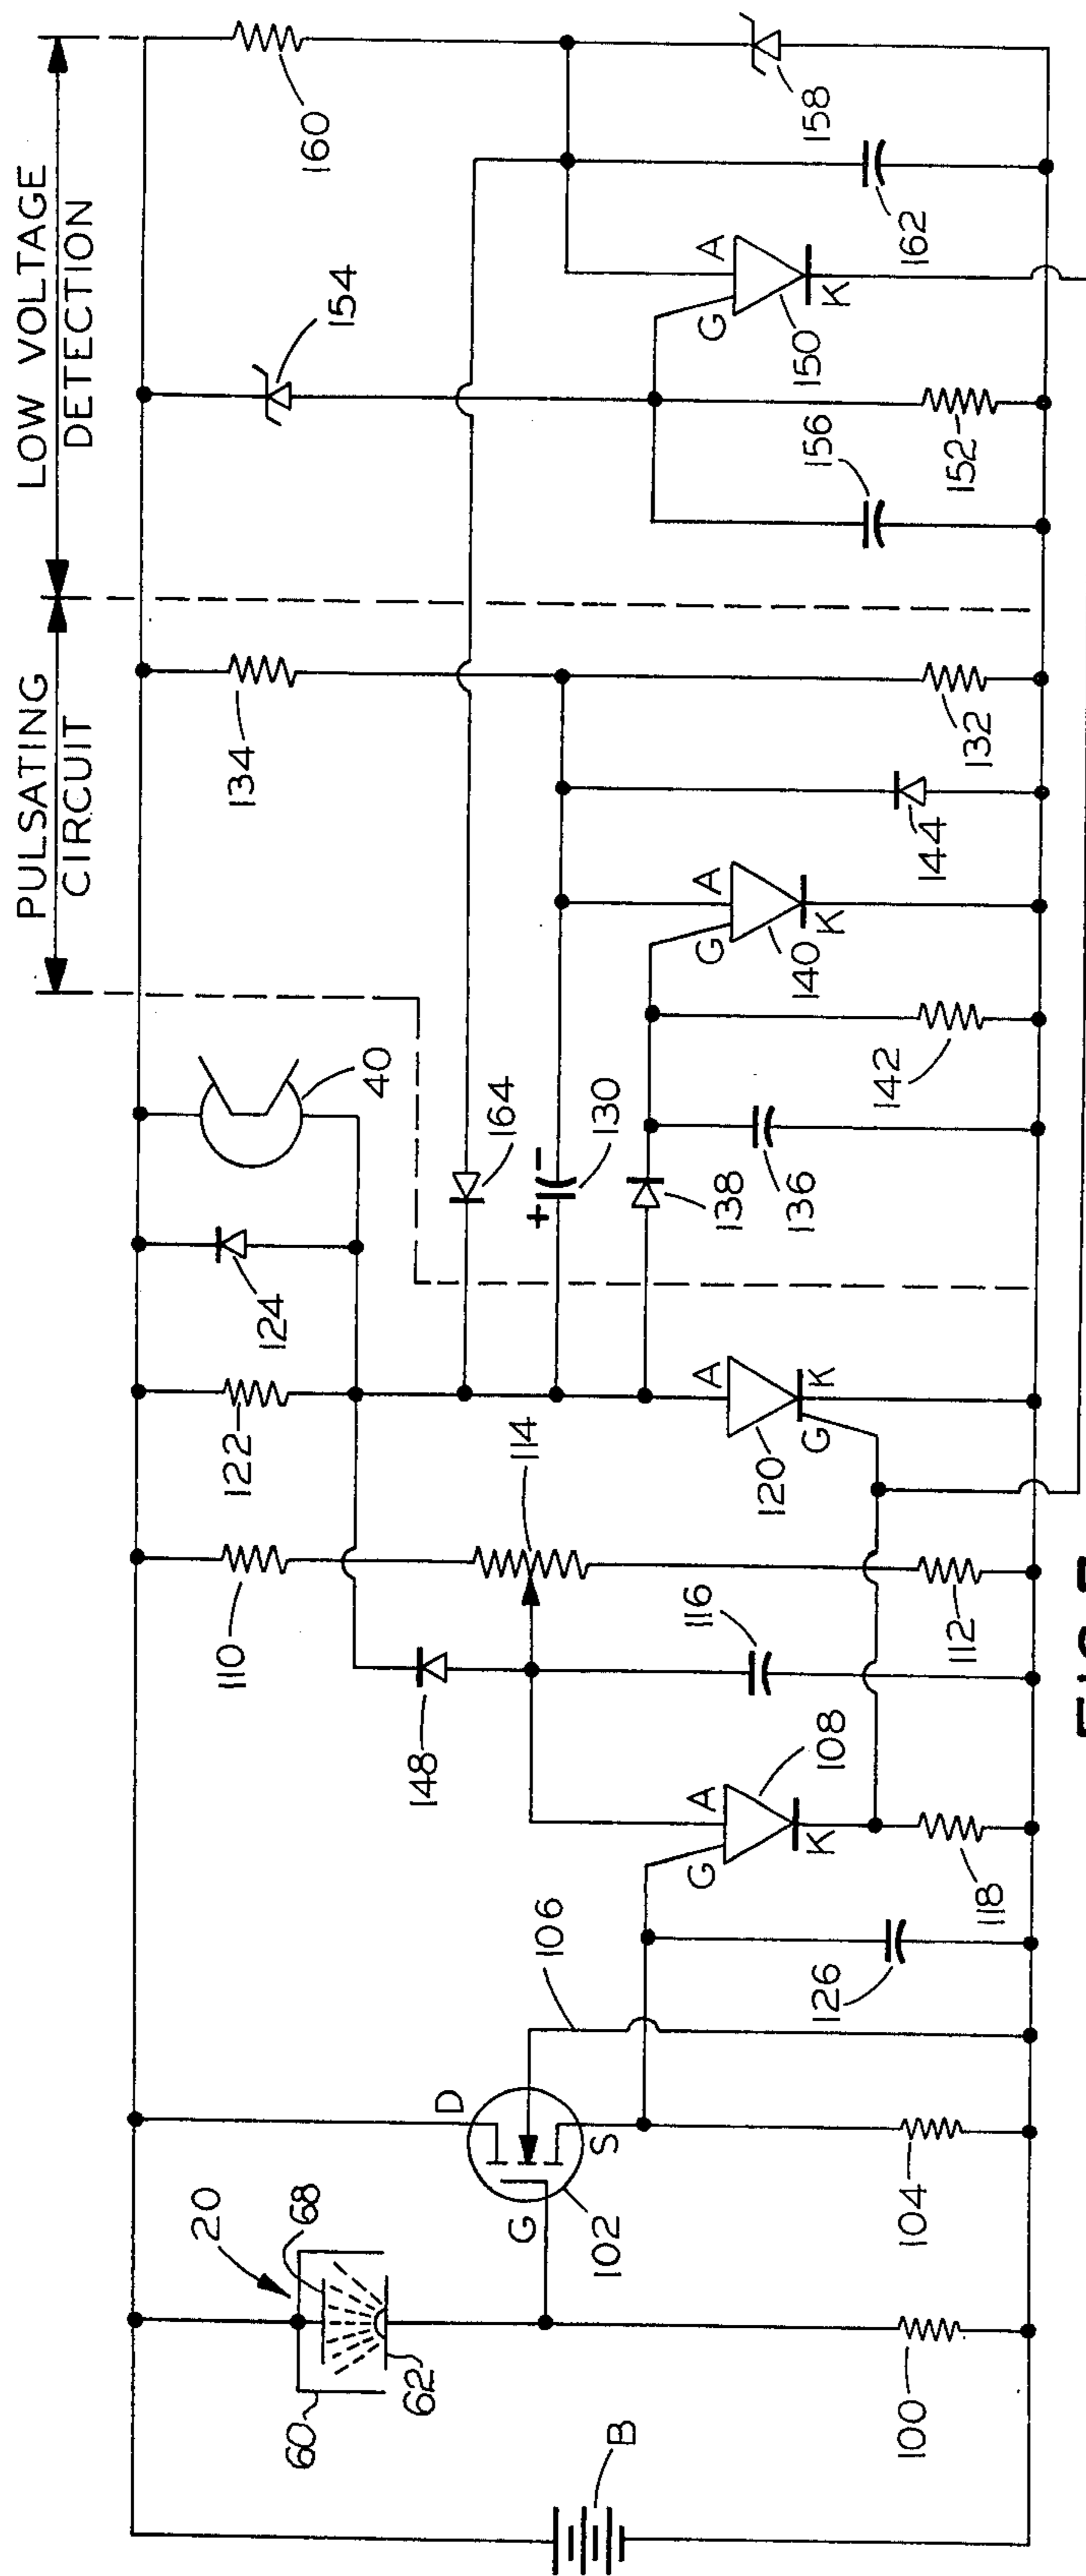 PULSATING
CIRCUIT
LOW VOLTAGE
DETECTION
20
68
60
62
B
100
D
G
S
102
104
106
126
108
G
A
K
118
148
110
114
116
112
122
124
40
120
A
K
G
164
130
+
-
138
136
142
140
G
A
K
144
134
132
154
156
152
150
G
A
K
160
162
158